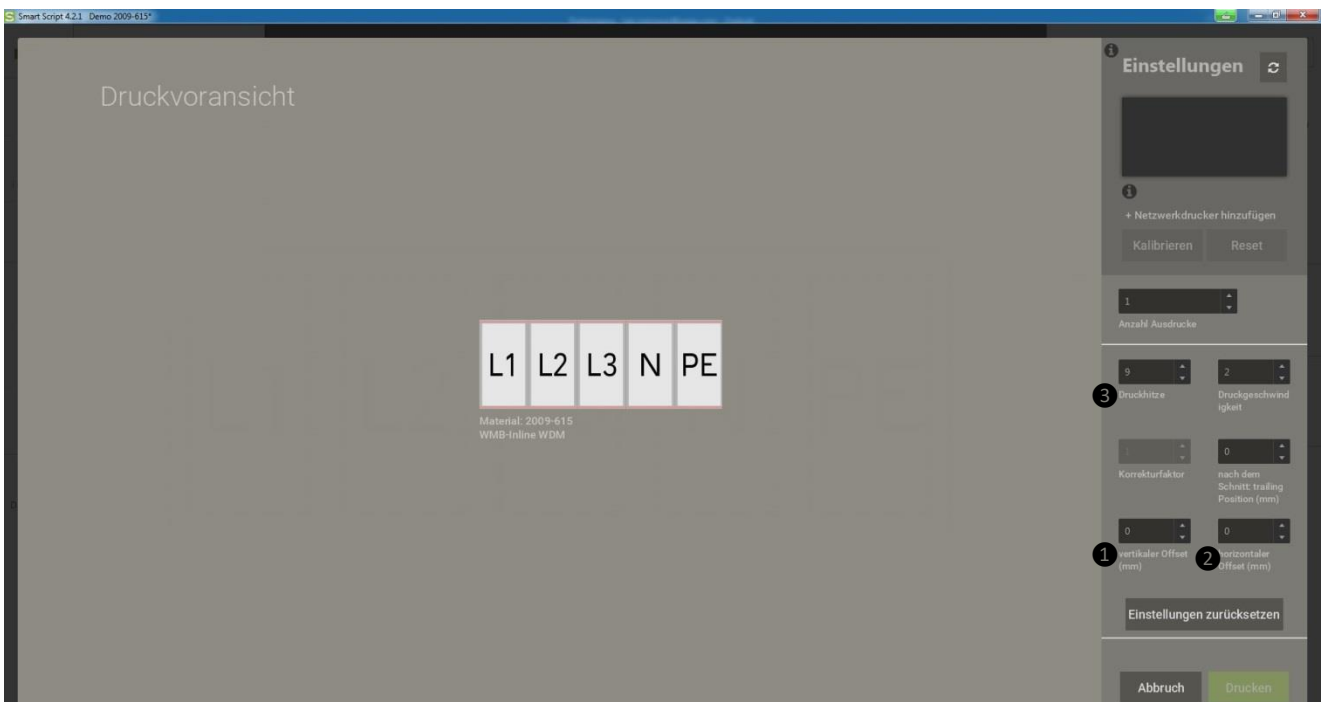 Smart Script 4.2.1 Demo 2009-615*
Druckvoransicht
L1 L2 L3 N PE
Material: 2009-615
WMB-Inline WDM
Einstellungen
+ Netzwerkdrucker hinzufügen
Kalibrieren Reset
1
Anzahl Ausdrucke
9 2
3 Druckhitze Druckgeschwind
igkeit
0
Korrekturfaktor nach dem
Schnitt: trailing
Position (mm)
0 0
1 vertikaler Offset 2 horizontaler
(mm) Offset (mm)
Einstellungen zurücksetzen
Abbruch Drucken